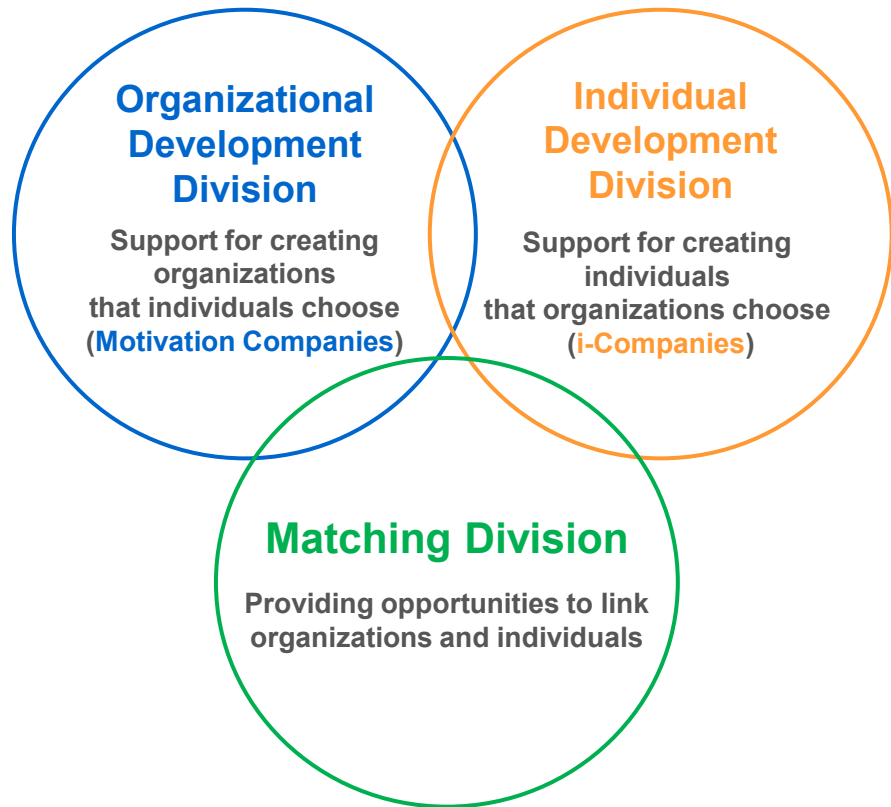 Organizational
Development
Division
Support for creating
organizations
that individuals choose
(Motivation Companies)
Individual
Development
Division
Support for creating
individuals
that organizations choose
(i-Companies)
Matching Division
Providing opportunities to link
organizations and individuals